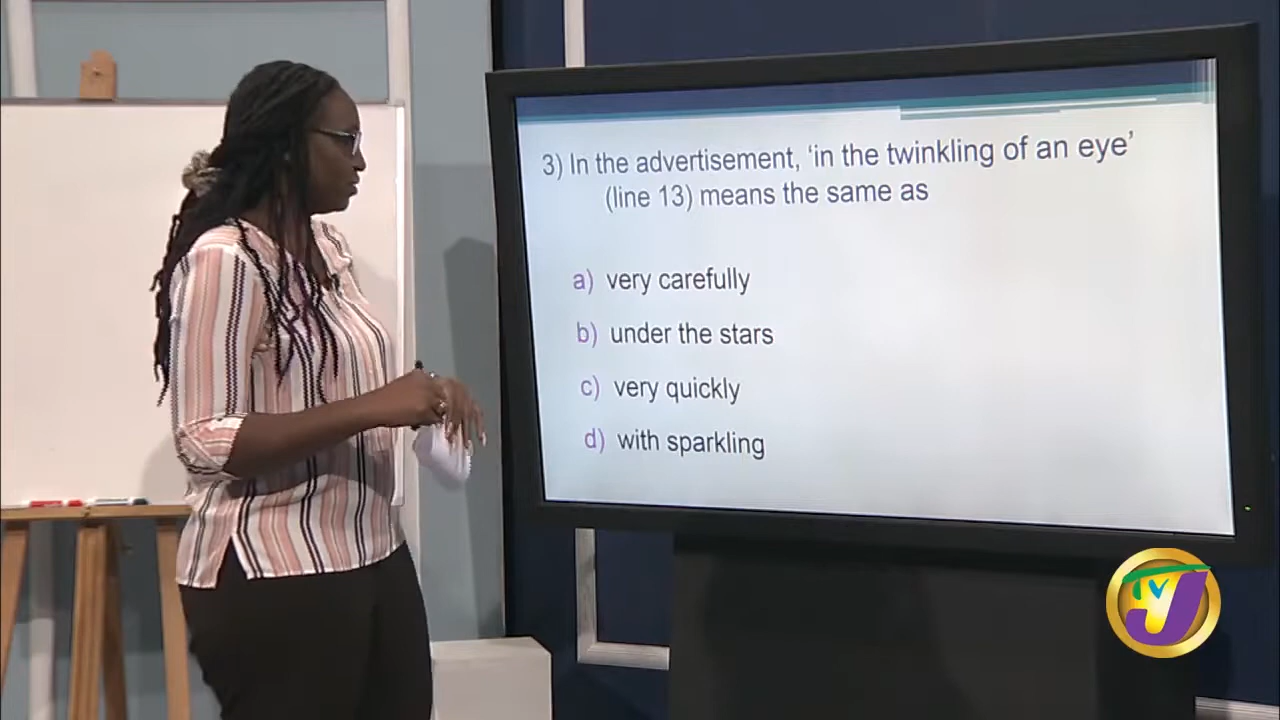 3) In the advertisement, ‘in the twinkling of an eye’
(line 13) means the same as
a) very carefully
b) under the stars
c) very quickly
d) with sparkling
TVJ